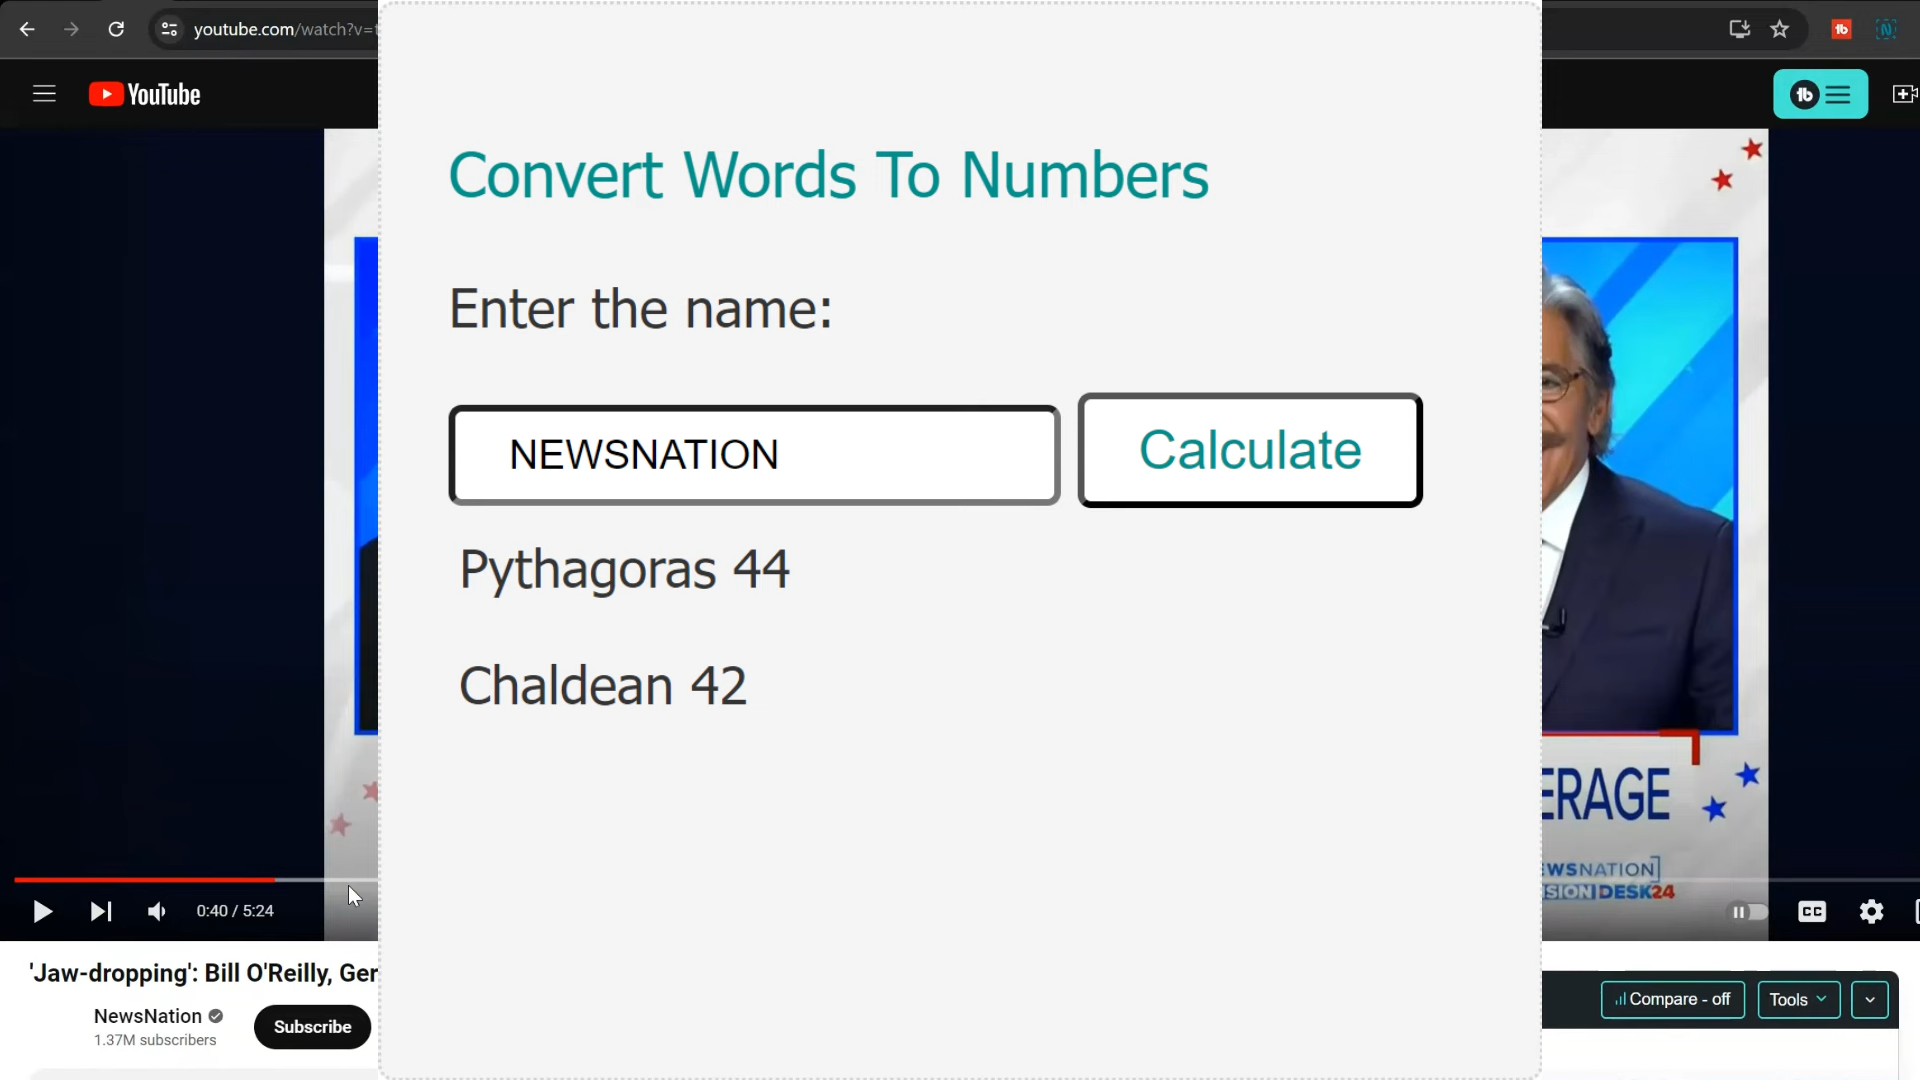 youtube.com/watch?v=
YouTube
Convert Words To Numbers
Enter the name:
NEWSNATION
Calculate
Pythagoras 44
Chaldean 42
ERAGE
WSNATION
SION DESK24
0:40 / 5:24
CC
'Jaw-dropping': Bill O'Reilly, Ger
NewsNation
1.37M subscribers
Subscribe
Compare - off
Tools